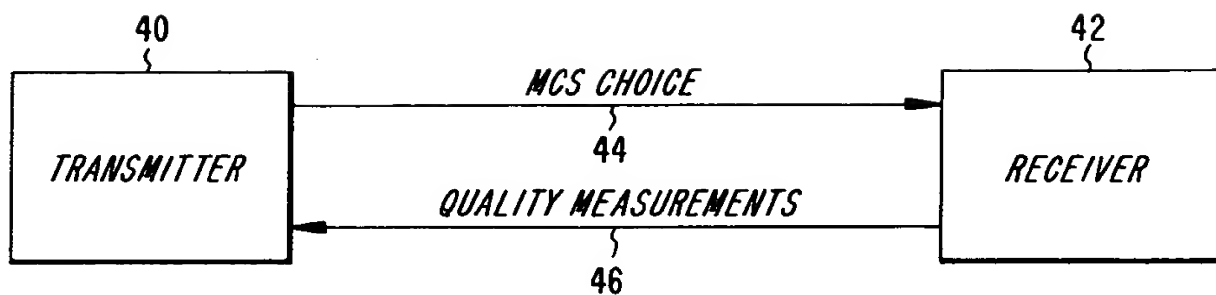 40
42
MCS CHOICE
44
TRANSMITTER
RECEIVER
QUALITY MEASUREMENTS
46